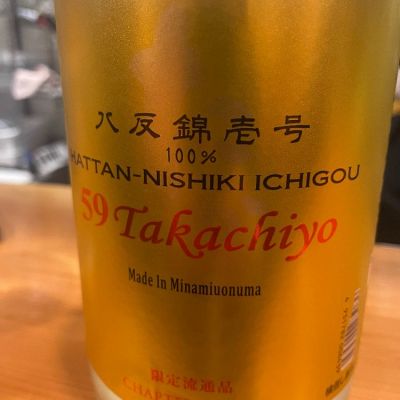 八反錦壱号
100%
HATTAN-NISHIKI ICHIGOU
59 Takachiyo
Made In Minamiuonuma
限定流通品